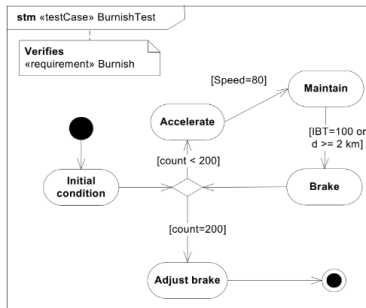 stm «testCase» BurnishTest
Verifies
«requirement» Burnish
[Speed=80]
Maintain
Accelerate
[IBT=100 or
d >= 2 km]
[count < 200]
Initial
condition
Brake
[count=200]
Adjust brake